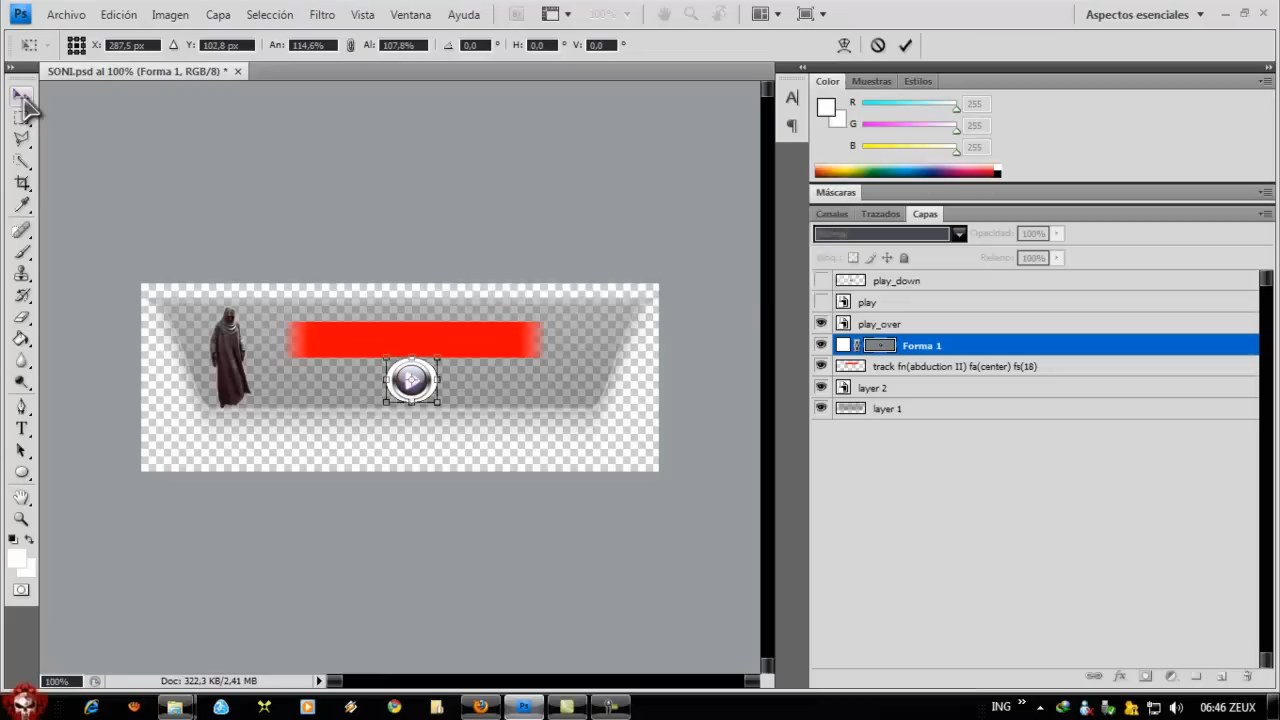 Ps Archivo Edición Imagen Capa Selección Filtro Vista Ventana Ayuda Br 100% Aspectos esenciales
X: 287,5 px Y: 102,8 px An: 114,6% Al: 107,8% 0,0 ° H: 0,0 ° V: 0,0 °
SONI.psd al 100% (Forma 1, RGB/8) * x
Color Muestras Estilos
R 255
G 255
B 255
Máscaras
Canales Trazados Capas
Opacidad: 100%
Relleno: 100%
play_down
play
play_over
Forma 1
track fn(abduction II) fa(center) fs(18)
layer 2
layer 1
100% Doc: 322,3 KB/2,41 MB
ING 06:46 ZEUX